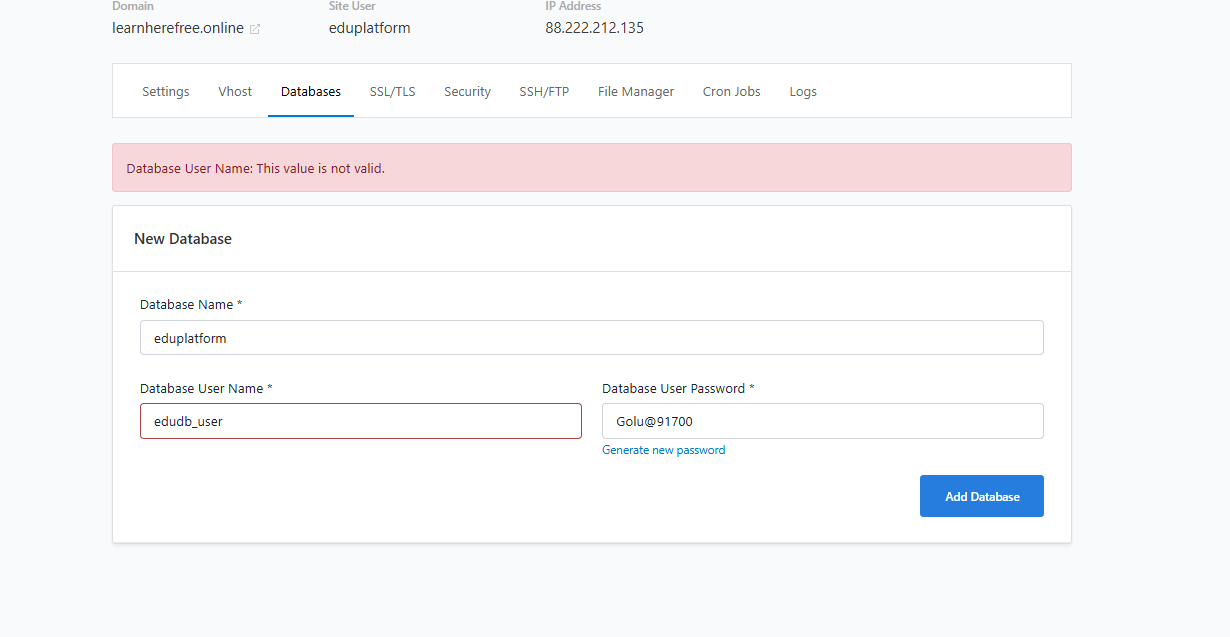 Domain Site User IP Address
learnherefree.online eduplatform 88.222.212.135
Settings Vhost Databases SSL/TLS Security SSH/FTP File Manager Cron Jobs Logs
Database User Name: This value is not valid.
New Database
Database Name *
eduplatform
Database User Name * Database User Password *
edudb_user Golu@91700
Generate new password
Add Database